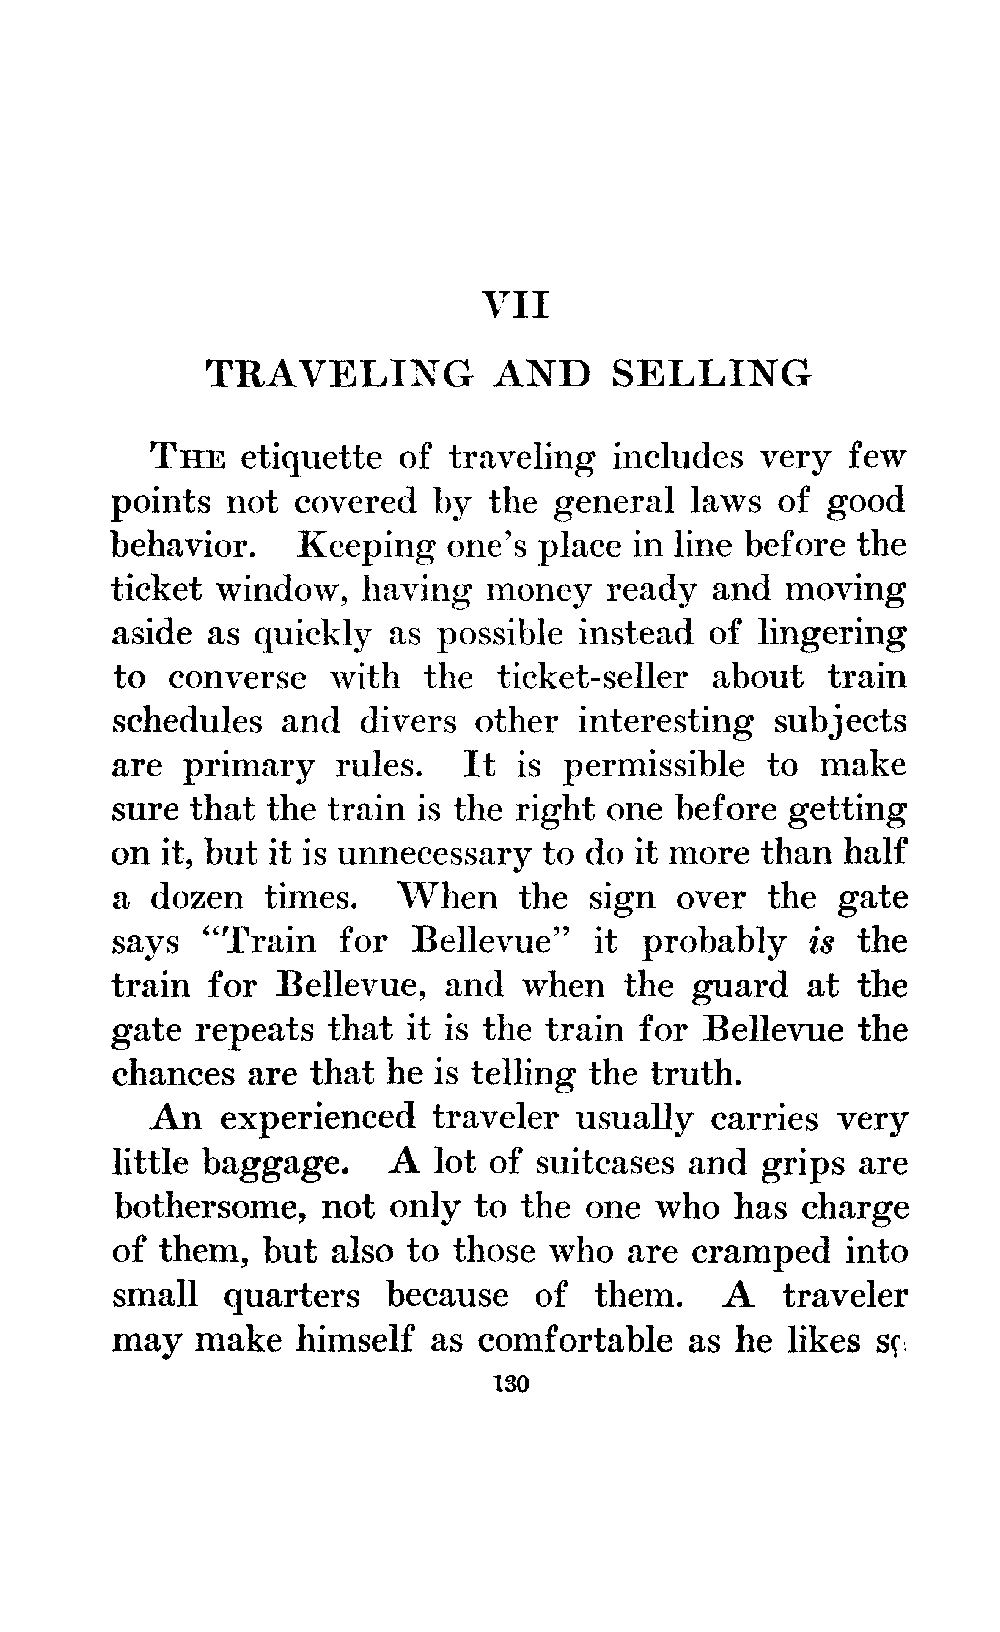 VII
TRAVELING AND SELLING
THE etiquette of traveling includes very few
points not covered by the general laws of good
behavior. Keeping one's place in line before the
ticket window, having money ready and moving
aside as quickly as possible instead of lingering
to converse with the ticket-seller about train
schedules and divers other interesting subjects
are primary rules. It is permissible to make
sure that the train is the right one before getting
on it, but it is unnecessary to do it more than half
a dozen times. When the sign over the gate
says “Train for Bellevue” it probably is the
train for Bellevue, and when the guard at the
gate repeats that it is the train for Bellevue the
chances are that he is telling the truth.
An experienced traveler usually carries very
little baggage. A lot of suitcases and grips are
bothersome, not only to the one who has charge
of them, but also to those who are cramped into
small quarters because of them. A traveler
may make himself as comfortable as he likes
130